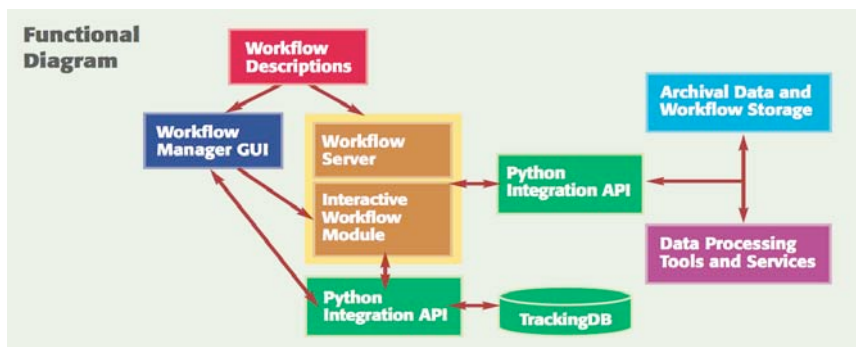 Functional
Diagram
Workflow
Descriptions
Workflow
Manager GUI
Workflow
Server
Interactive
Workflow
Module
Python
Integration API
Archival Data and
Workflow Storage
Data Processing
Tools and Services
Python
Integration API
TrackingDB